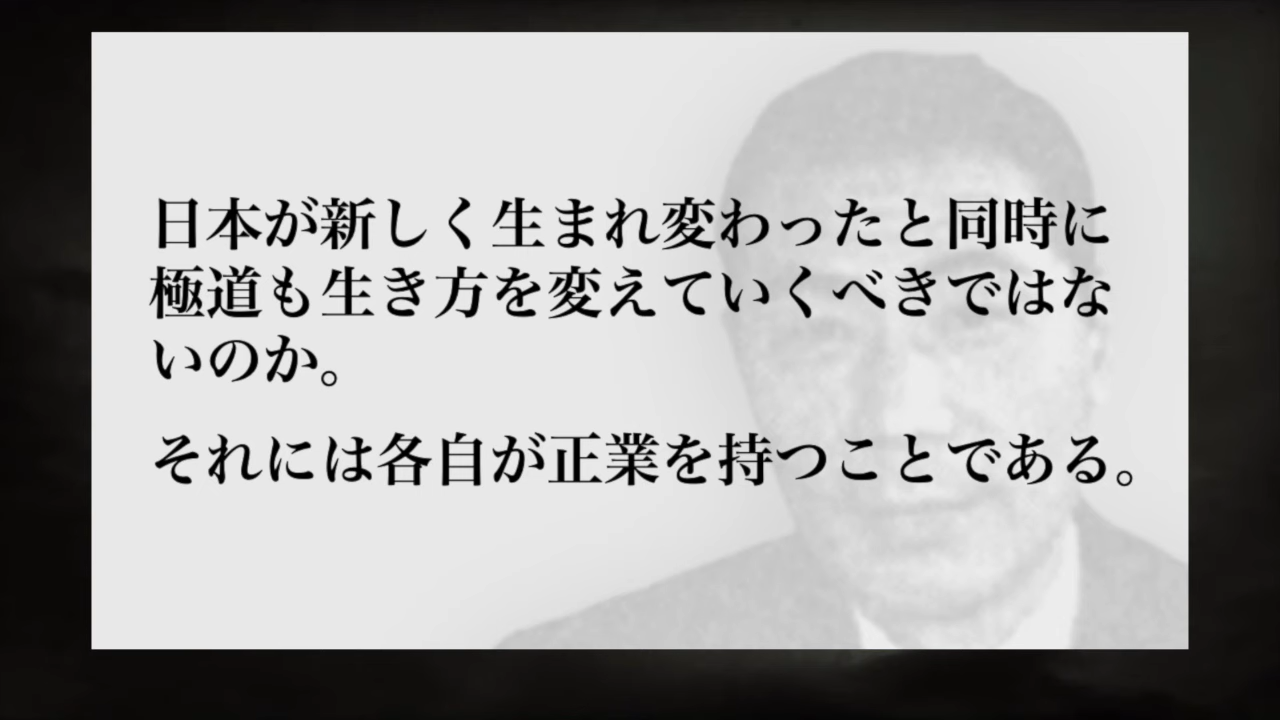 日本が新しく生まれ変わったと同時に
極道も生き方を変えていくべきではな
いのか。
それには各自が正業を持つことである。